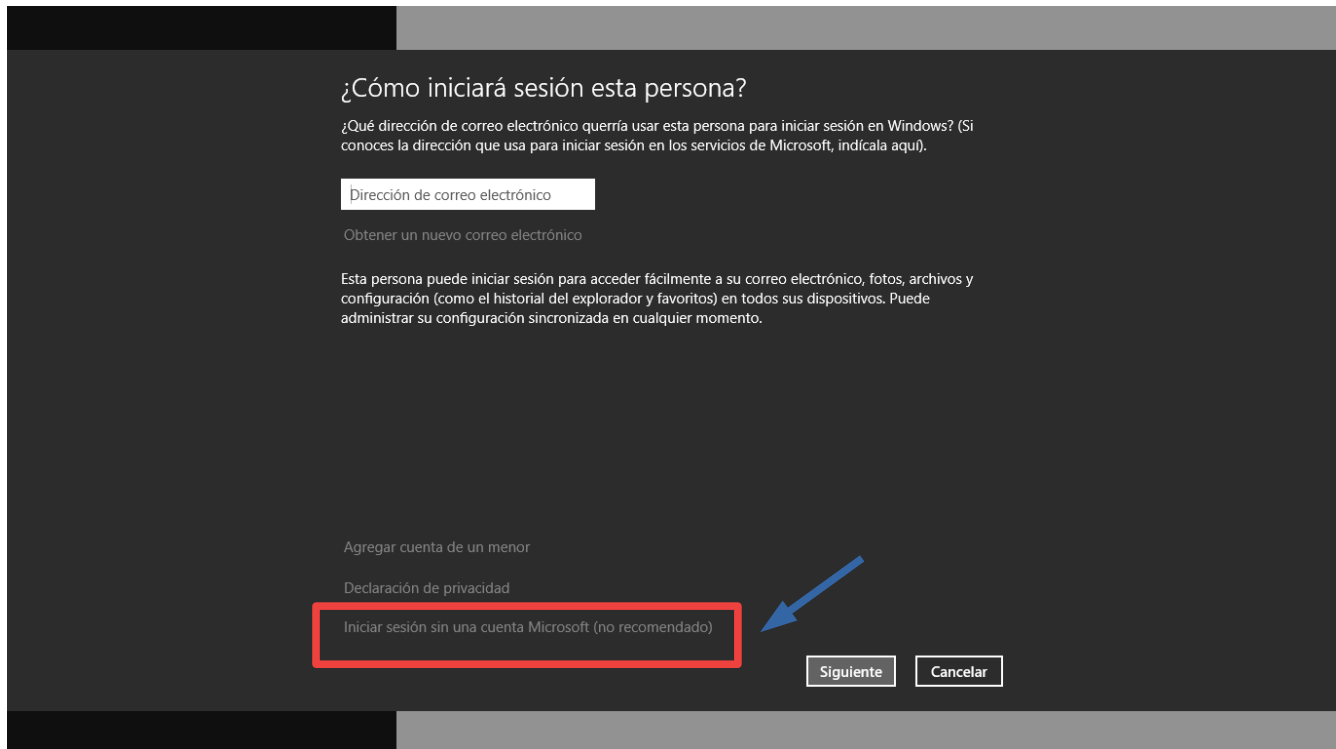 ¿Cómo iniciará sesión esta persona?
¿Qué dirección de correo electrónico querría usar esta persona para iniciar sesión en Windows? (Si
conoces la dirección que usa para iniciar sesión en los servicios de Microsoft, indícala aquí).
Dirección de correo electrónico
Obtener un nuevo correo electrónico
Esta persona puede iniciar sesión para acceder fácilmente a su correo electrónico, fotos, archivos y
configuración (como el historial del explorador y favoritos) en todos sus dispositivos. Puede
administrar su configuración sincronizada en cualquier momento.
Agregar cuenta de un menor
Declaración de privacidad
Iniciar sesión sin una cuenta Microsoft (no recomendado)
Siguiente Cancelar